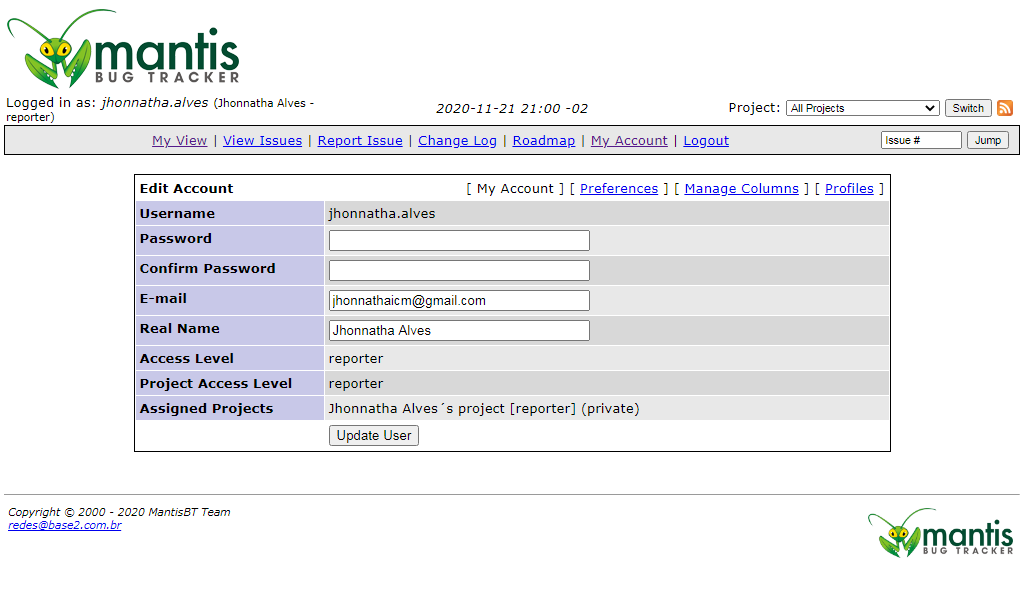 mantis
BUG TRACKER
Logged in as: jhonnatha.alves (Jhonnatha Alves -
reporter)
2020-11-21 21:00 -02
Project: All Projects Switch
My View | View Issues | Report Issue | Change Log | Roadmap | My Account | Logout
Issue # Jump
Edit Account [ My Account ] [ Preferences ] [ Manage Columns ] [ Profiles ]
Username jhonnatha.alves
Password
Confirm Password
E-mail jhonnathaicm@gmail.com
Real Name Jhonnatha Alves
Access Level reporter
Project Access Level reporter
Assigned Projects Jhonnatha Alves´s project [reporter] (private)
Update User
Copyright © 2000 - 2020 MantisBT Team
redes@base2.com.br
mantis
BUG TRACKER